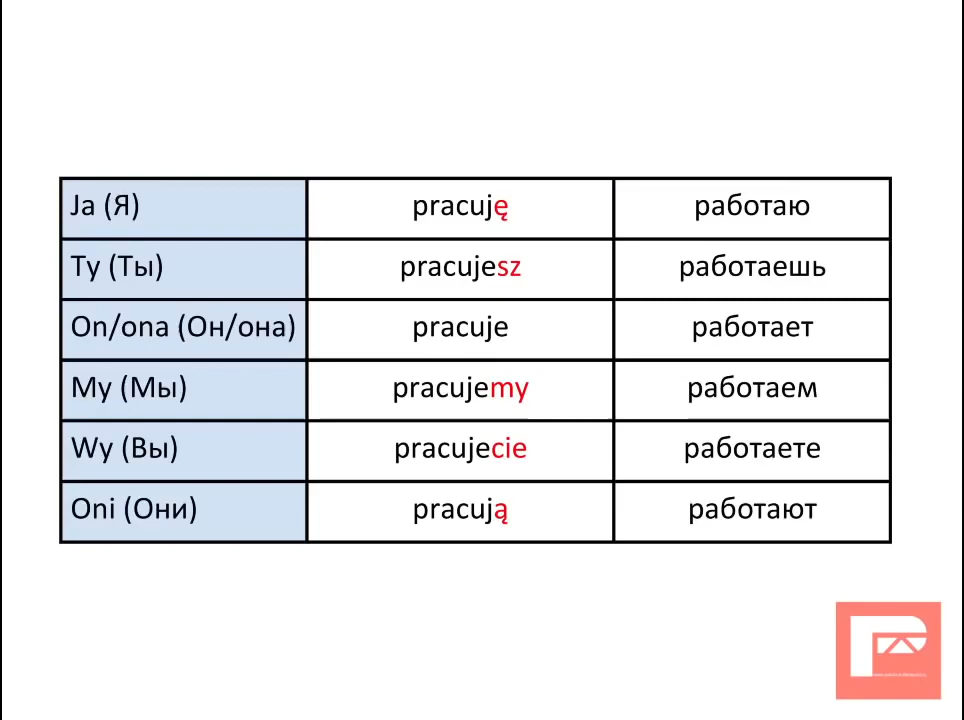 Ja (Я) pracuję работаю
Ty (Ты) pracujesz работаешь
On/ona (Он/она) pracuje работает
My (Мы) pracujemy работаем
Wy (Вы) pracujecie работаете
Oni (Они) pracują работают